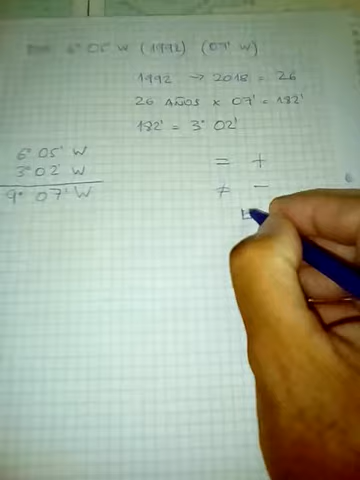 6° 05' W (1992) (07' W)
1992 → 2018 = 26
26 AÑOS x 07' = 182'
182' = 3° 02'
6° 05' W
3° 02' W
9° 07' W
= +
≠ -